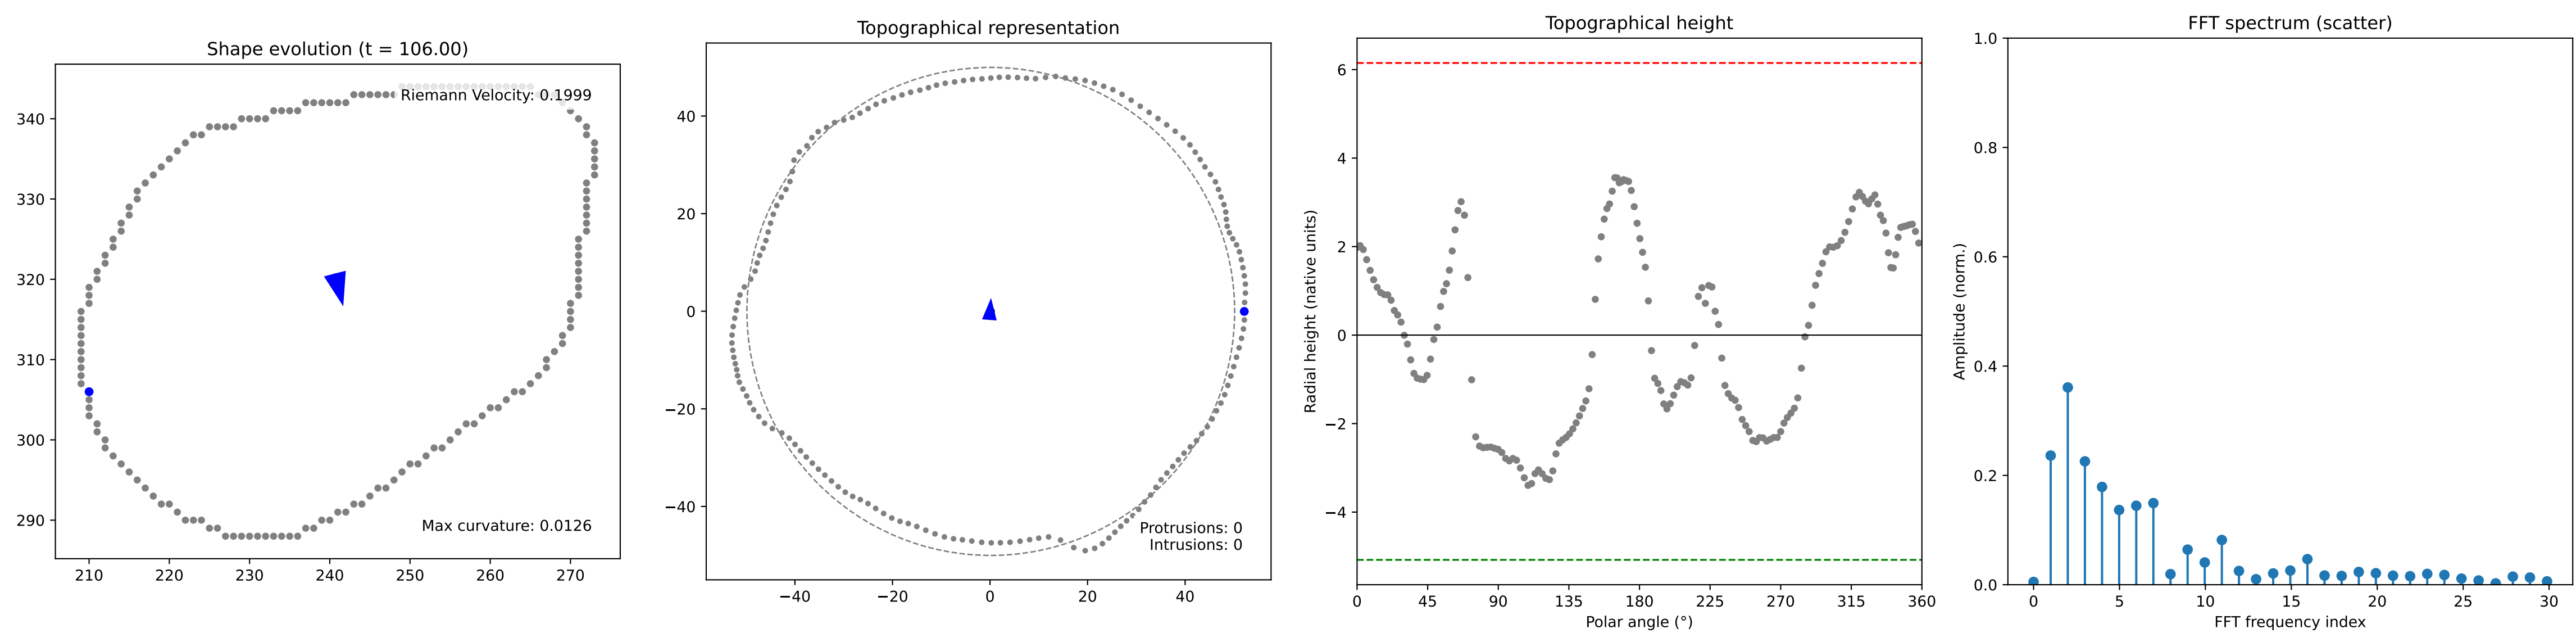 Shape evolution (t = 106.00)
Riemann Velocity: 0.1999
Max curvature: 0.0126
340
330
320
310
300
290
210 220 230 240 250 260 270
Topographical representation
40
20
0
−20
−40
−40 −20 0 20 40
Protrusions: 0
Intrusions: 0
Topographical height
Radial height (native units)
6
4
2
0
−2
−4
0 45 90 135 180 225 270 315 360
Polar angle (°)
FFT spectrum (scatter)
Amplitude (norm.)
1.0
0.8
0.6
0.4
0.2
0.0
0 5 10 15 20 25 30
FFT frequency index